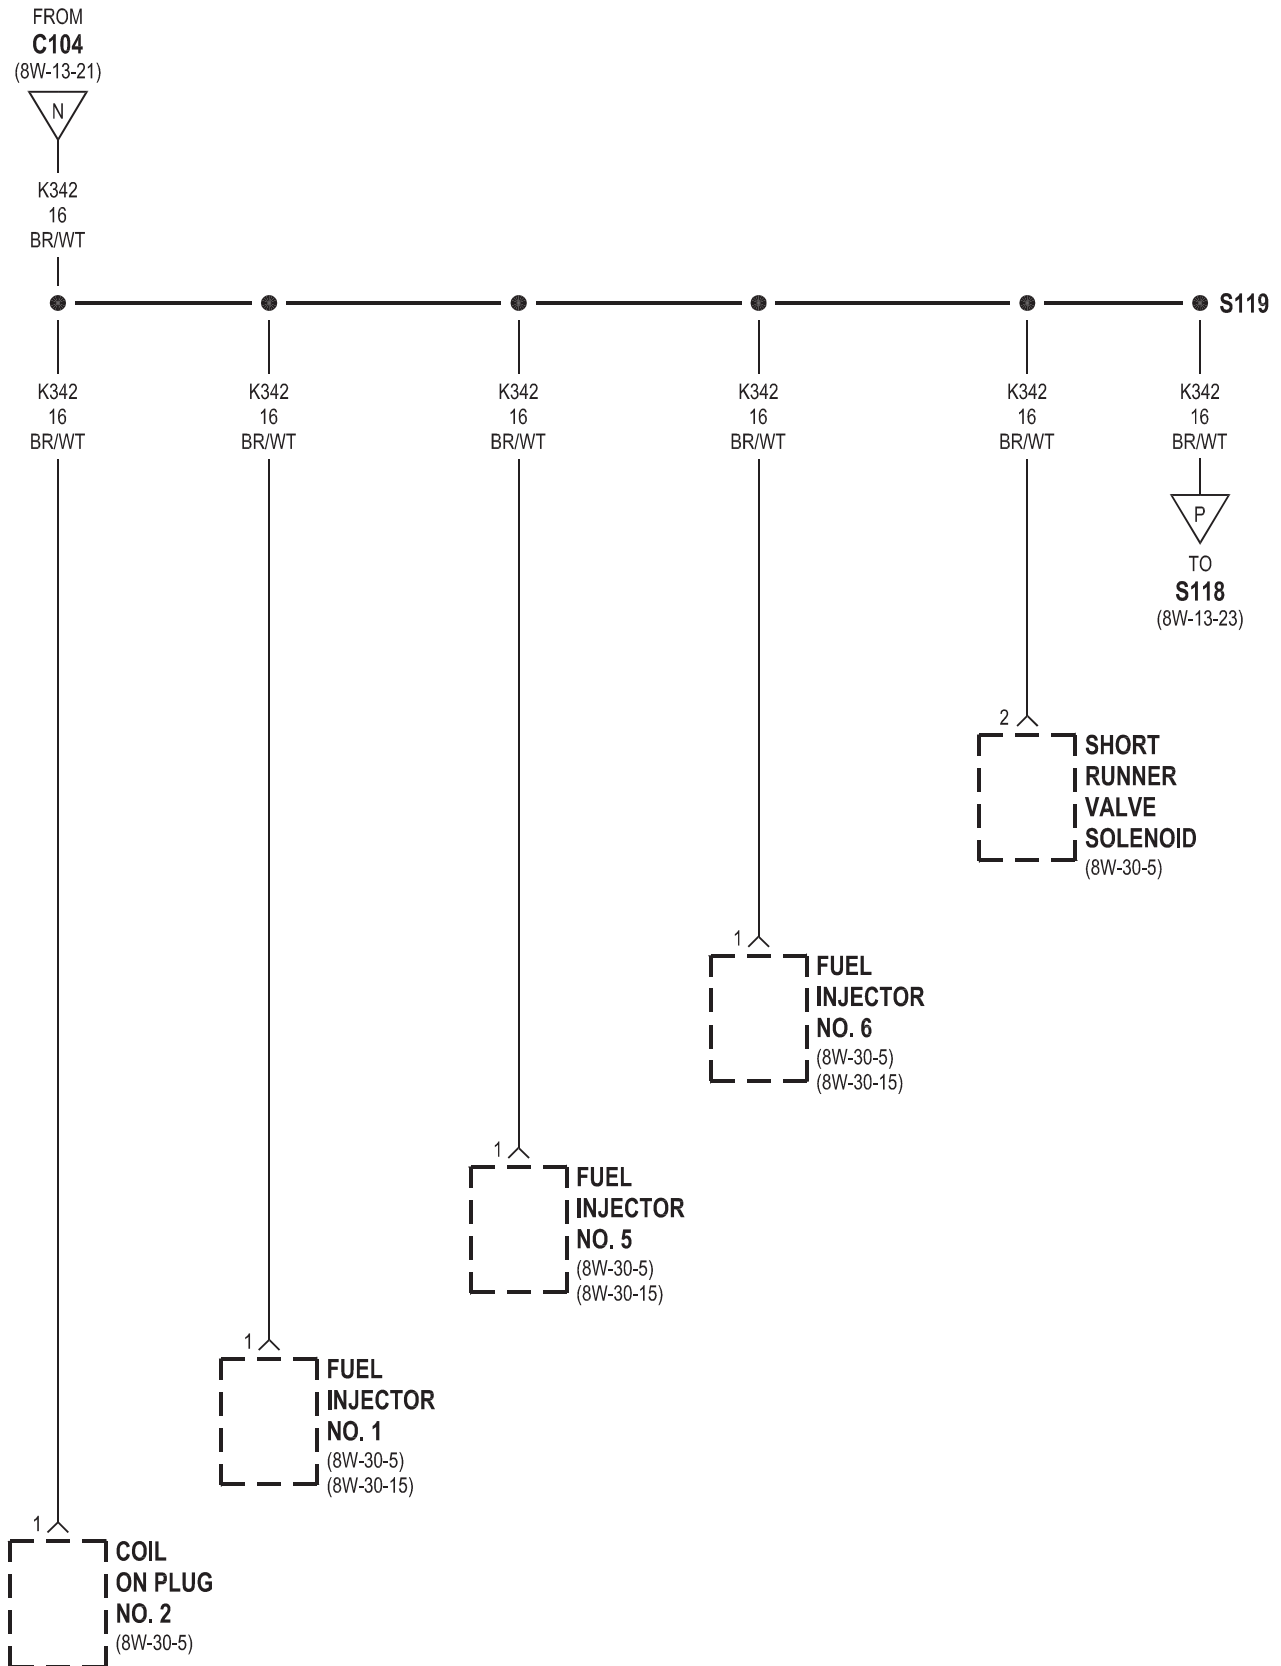 FROM
C104
(8W-13-21)
N
K342
16
BR/WT
S119
K342
16
BR/WT
K342
16
BR/WT
K342
16
BR/WT
K342
16
BR/WT
K342
16
BR/WT
K342
16
BR/WT
P
TO
S118
(8W-13-23)
2
SHORT
RUNNER
VALVE
SOLENOID
(8W-30-5)
1
FUEL
INJECTOR
NO. 6
(8W-30-5)
(8W-30-15)
1
FUEL
INJECTOR
NO. 5
(8W-30-5)
(8W-30-15)
1
FUEL
INJECTOR
NO. 1
(8W-30-5)
(8W-30-15)
1
COIL
ON PLUG
NO. 2
(8W-30-5)